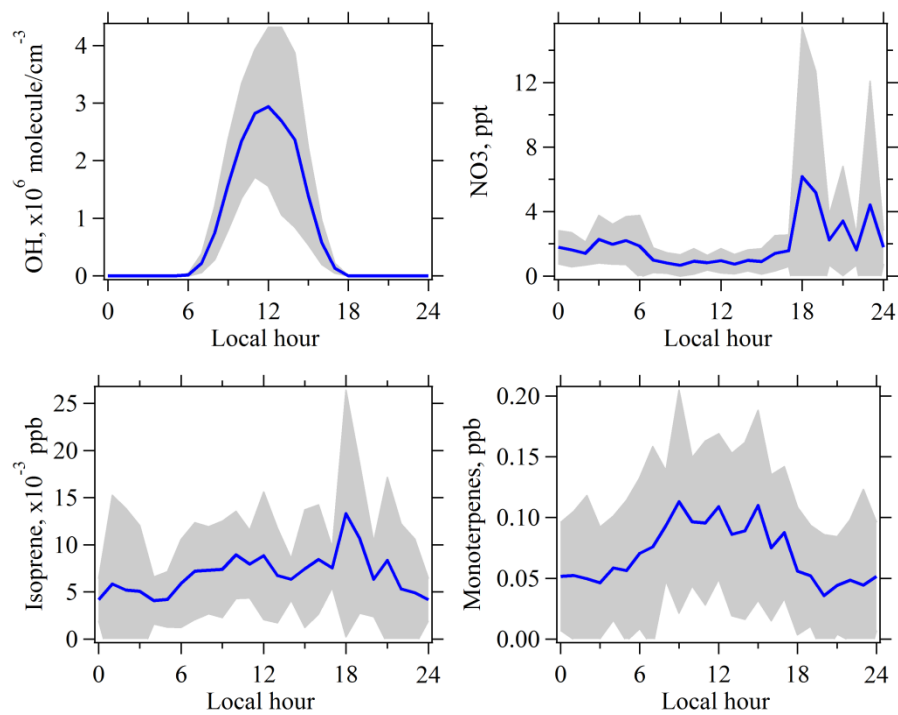 OH, x10^6 molecule/cm^-3
4
3
2
1
0
0 6 12 18 24
Local hour
NO3, ppt
12
8
4
0
0 6 12 18 24
Local hour
Isoprene, x10^-3 ppb
25
20
15
10
5
0
0 6 12 18 24
Local hour
Monoterpenes, ppb
0.20
0.15
0.10
0.05
0.00
0 6 12 18 24
Local hour